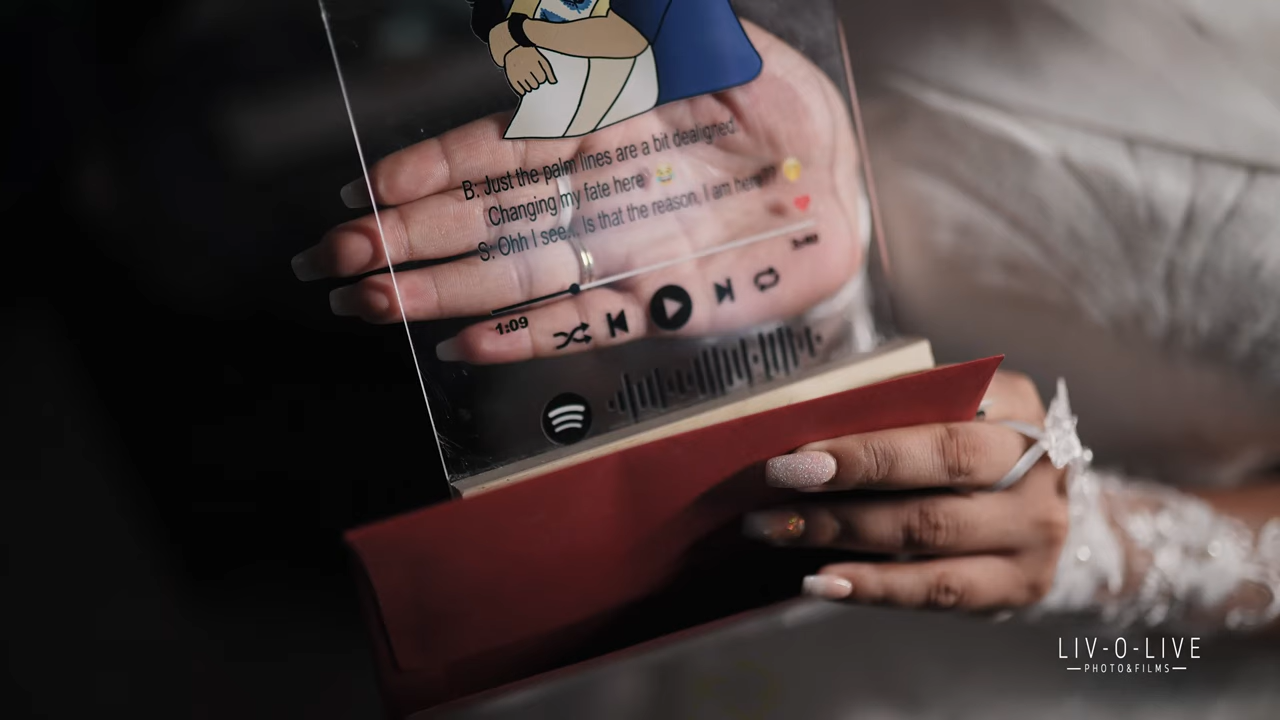 B: Just the palm lines are a bit dealigned.
Changing my fate here 😂
S: Ohh I see... Is that the reason, I am here??
1:09
LIV-O-LIVE
PHOTO&FILMS